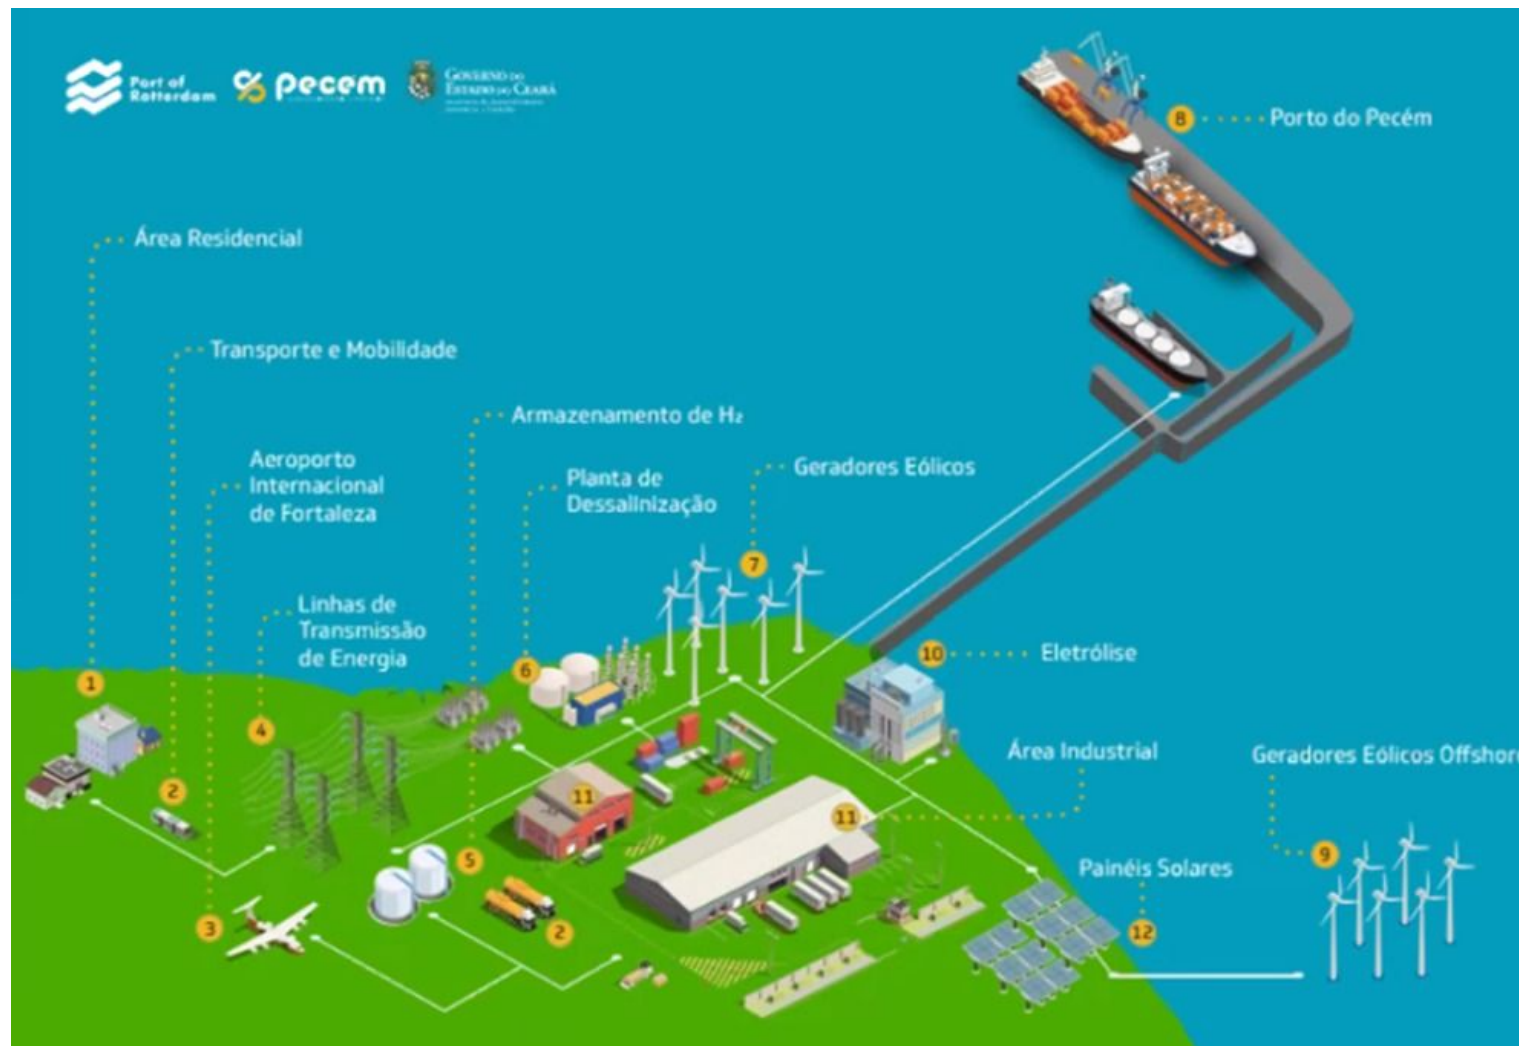 Port of
Rotterdam
pecém
GOVERNO DO
ESTADO DO CEARÁ
8
Porto do Pecém
Área Residencial
Transporte e Mobilidade
Armazenamento de H₂
Aeroporto
Internacional
de Fortaleza
Planta de
Dessalinização
Geradores Eólicos
7
Linhas de
Transmissão
de Energia
6
10
Eletrólise
1
4
Área Industrial
Geradores Eólicos Offshore
2
11
11
5
9
Painéis Solares
3
2
12